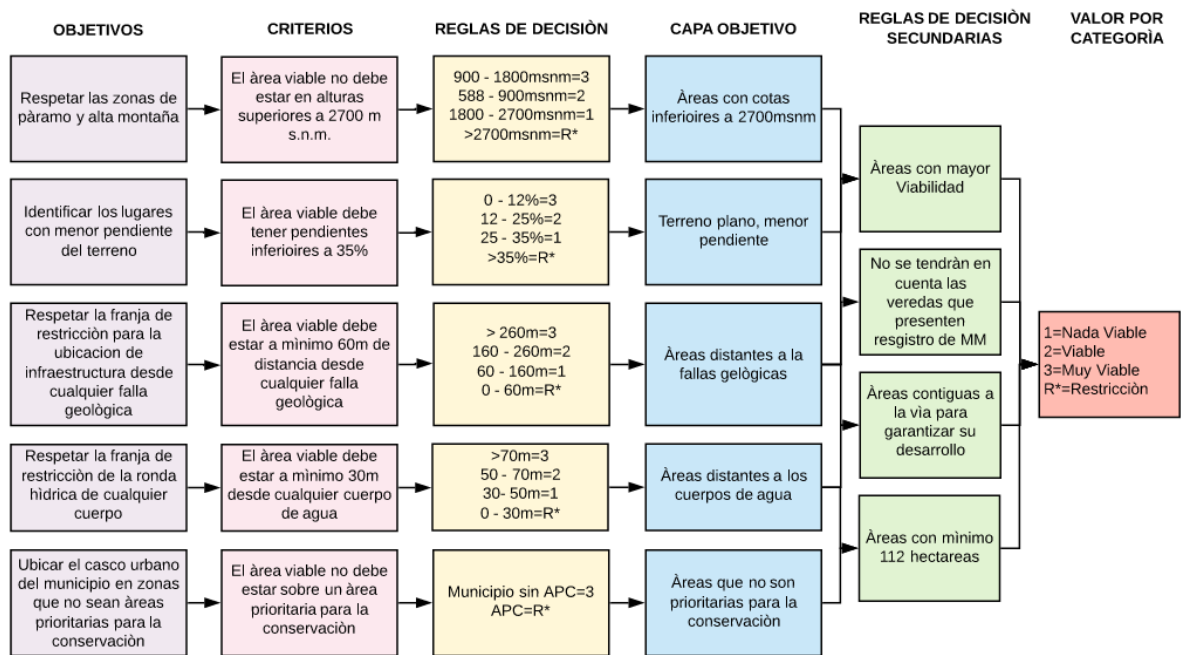 OBJETIVOS
CRITERIOS
REGLAS DE DECISIÒN
CAPA OBJETIVO
REGLAS DE DECISIÒN
SECUNDARIAS
VALOR POR
CATEGORÌA
Respetar las zonas de
pàramo y alta montaña
El àrea viable no debe
estar en alturas
superiores a 2700 m
s.n.m.
900 - 1800msnm=3
588 - 900msnm=2
1800 - 2700msnm=1
>2700msnm=R*
Àreas con cotas
inferioires a 2700msnm
Identificar los lugares
con menor pendiente
del terreno
El àrea viable debe
tener pendientes
inferioires a 35%
0 - 12%=3
12 - 25%=2
25 - 35%=1
>35%=R*
Terreno plano, menor
pendiente
Respetar la franja de
restricciòn para la
ubicacion de
infraestructura desde
cualquier falla
geològica
El àrea viable debe
estar a mìnimo 60m de
distancia desde
cualquier falla
geològica
> 260m=3
160 - 260m=2
60 - 160m=1
0 - 60m=R*
Àreas distantes a la
fallas gelògicas
Respetar la franja de
restricciòn de la ronda
hìdrica de cualquier
cuerpo
El àrea viable debe
estar a mìnimo 30m
desde cualquier cuerpo
de agua
>70m=3
50 - 70m=2
30- 50m=1
0 - 30m=R*
Àreas distantes a los
cuerpos de agua
Ubicar el casco urbano
del municipio en zonas
que no sean àreas
prioritarias para la
conservaciòn
El àrea viable no debe
estar sobre un àrea
prioritaria para la
conservaciòn
Municipio sin APC=3
APC=R*
Àreas que no son
prioritarias para la
conservaciòn
Àreas con mayor
Viabilidad
No se tendràn en
cuenta las
veredas que
presenten
resgistro de MM
Àreas contiguas a
la vìa para
garantizar su
desarrollo
Àreas con mìnimo
112 hectareas
1=Nada Viable
2=Viable
3=Muy Viable
R*=Restricciòn